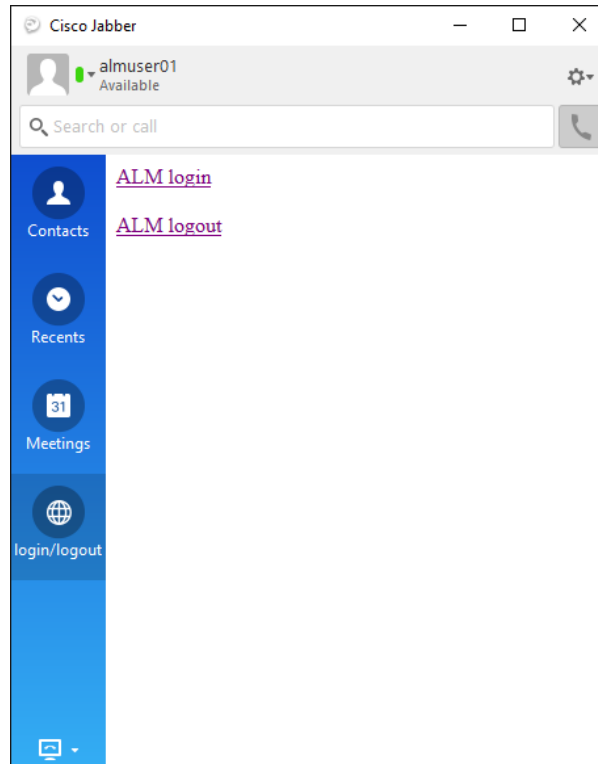 Cisco Jabber
almuser01
Available
Search or call
ALM login
ALM logout
Contacts
Recents
31
Meetings
login/logout